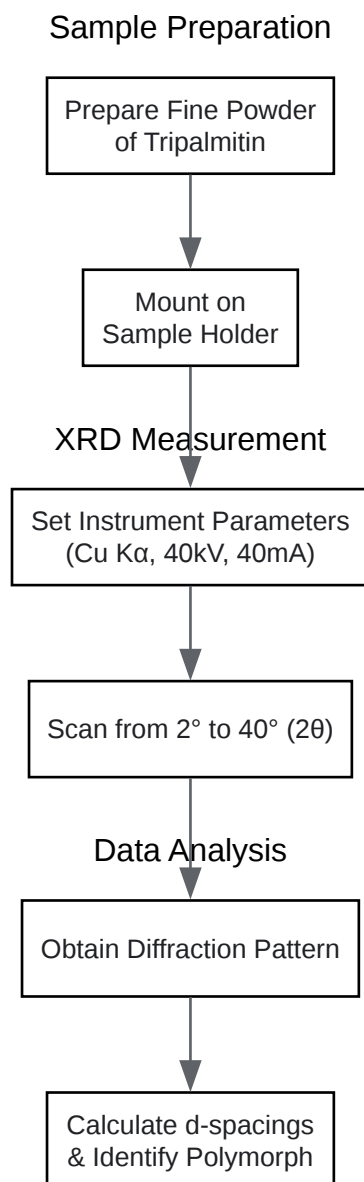 Sample Preparation
Prepare Fine Powder
of Tripalmitin
Mount on
Sample Holder
XRD Measurement
Set Instrument Parameters
(Cu Kα, 40kV, 40mA)
Scan from 2° to 40° (2θ)
Data Analysis
Obtain Diffraction Pattern
Calculate d-spacings
& Identify Polymorph